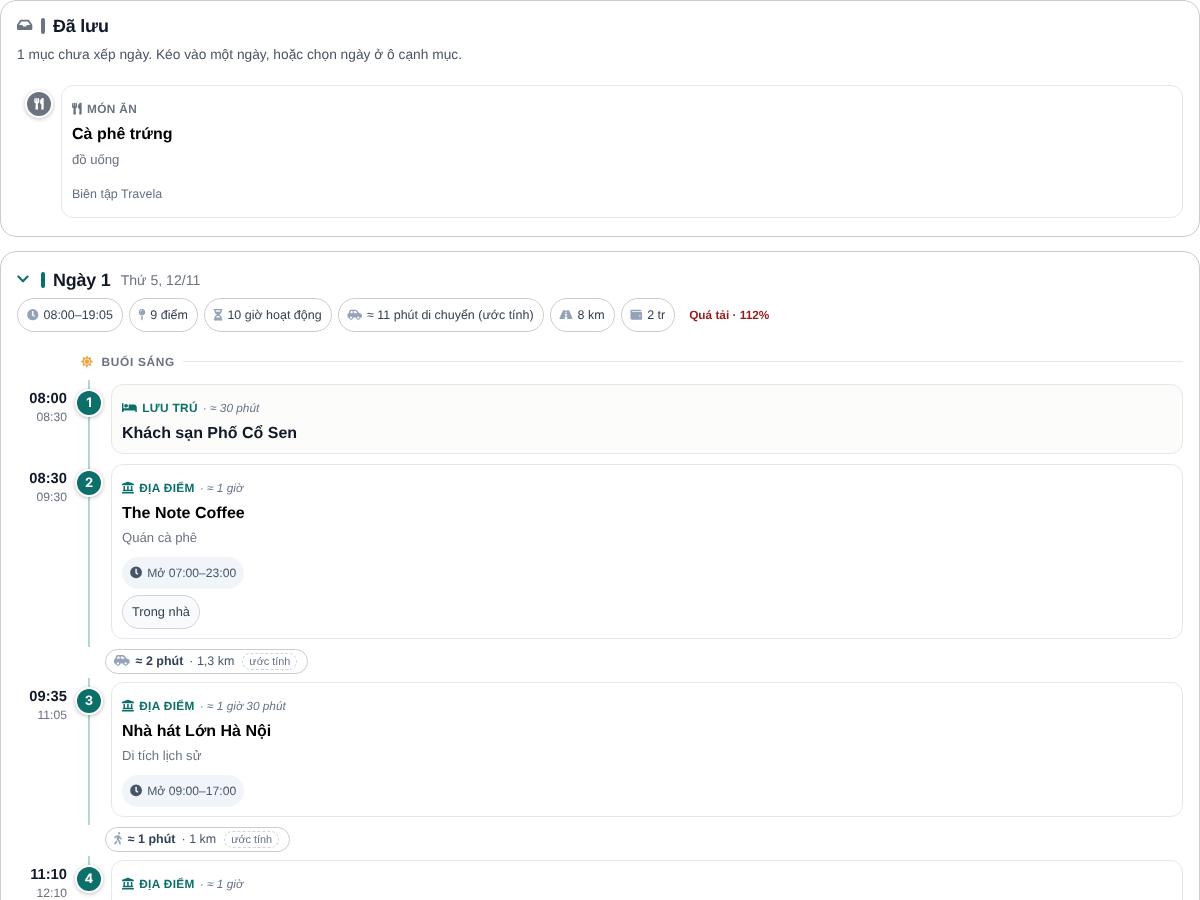 Đã lưu
1 mục chưa xếp ngày. Kéo vào một ngày, hoặc chọn ngày ở ô cạnh mục.
MÓN ĂN
Cà phê trứng
đồ uống
Biên tập Travela
Ngày 1 Thứ 5, 12/11
08:00–19:05 9 điểm 10 giờ hoạt động ≈ 11 phút di chuyển (ước tính) 8 km 2 tr Quá tải · 112%
BUỔI SÁNG
08:00 1 LƯU TRÚ · ≈ 30 phút
08:30 Khách sạn Phố Cổ Sen
08:30 2 ĐỊA ĐIỂM · ≈ 1 giờ
09:30 The Note Coffee
Quán cà phê
Mở 07:00–23:00
Trong nhà
≈ 2 phút · 1,3 km ước tính
09:35 3 ĐỊA ĐIỂM · ≈ 1 giờ 30 phút
11:05 Nhà hát Lớn Hà Nội
Di tích lịch sử
Mở 09:00–17:00
≈ 1 phút · 1 km ước tính
11:10 4 ĐỊA ĐIỂM · ≈ 1 giờ
12:10